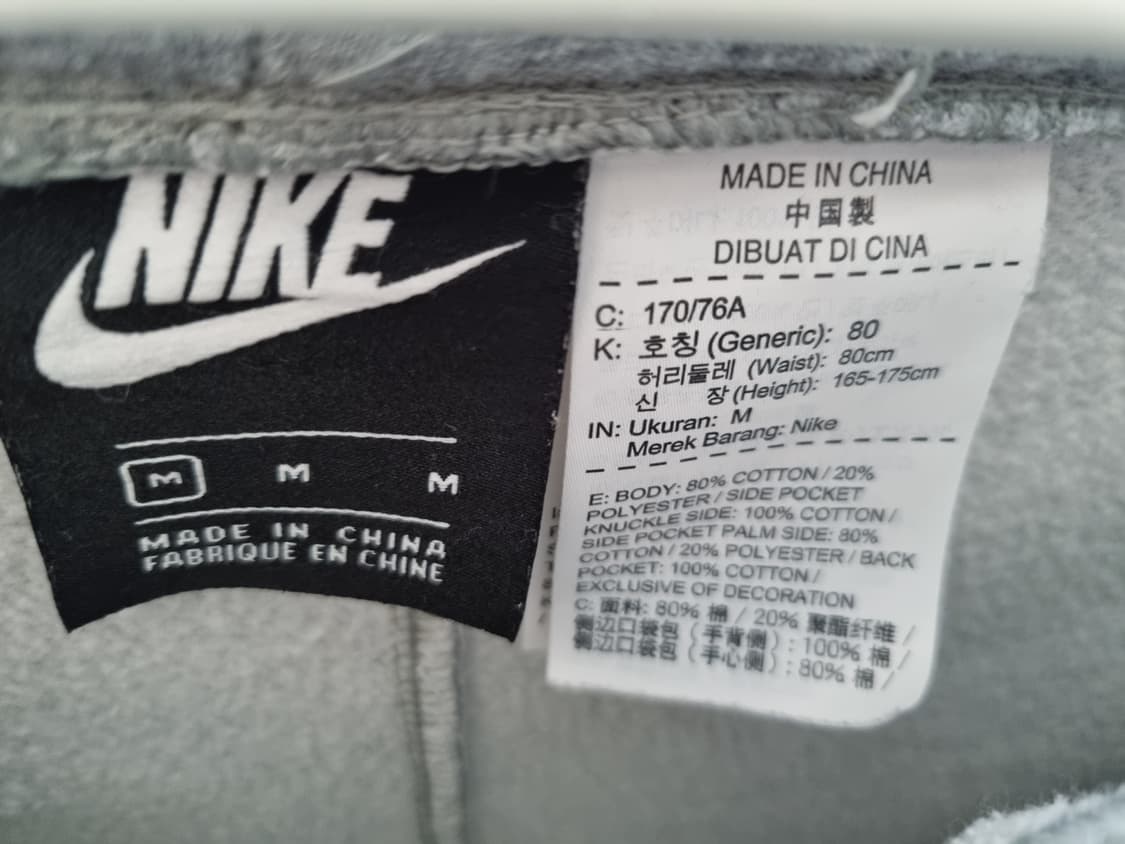 NIKE
M M M
MADE IN CHINA
FABRIQUE EN CHINE
MADE IN CHINA
中国製
DIBUAT DI CINA
C: 170/76A
K: 호칭 (Generic): 80
허리둘레 (Waist): 80cm
신 장 (Height): 165-175cm
IN: Ukuran: M
Merek Barang: Nike
E: BODY: 80% COTTON / 20%
POLYESTER / SIDE POCKET
KNUCKLE SIDE: 100% COTTON /
SIDE POCKET PALM SIDE: 80%
COTTON / 20% POLYESTER / BACK
POCKET: 100% COTTON /
EXCLUSIVE OF DECORATION
C: 面料: 80% 棉 / 20% 聚酯纤维 /
侧边口袋包（手背侧）: 100% 棉 /
侧边口袋包（手心侧）: 80% 棉 /